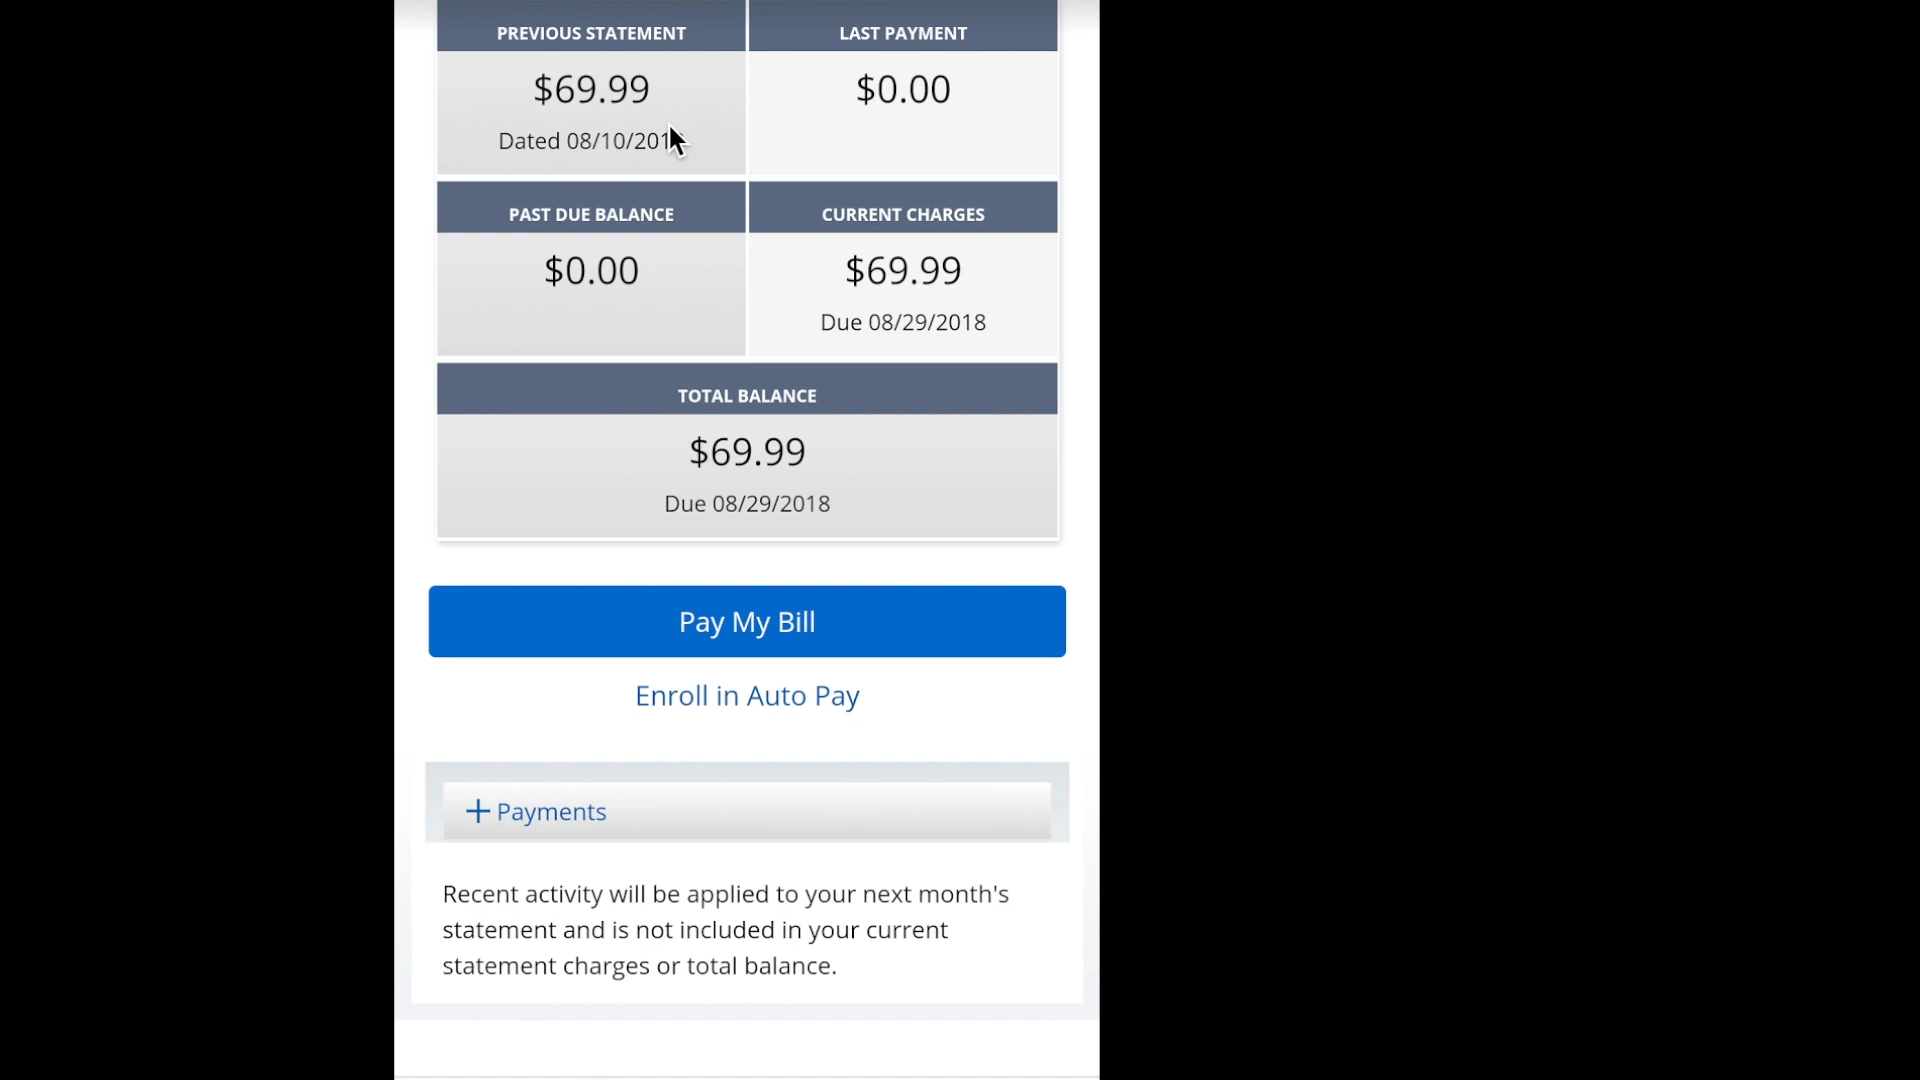 PREVIOUS STATEMENT
LAST PAYMENT
$69.99
$0.00
Dated
PAST DUE BALANCE
CURRENT CHARGES
$0.00
$69.99
Due 08/29/2018
TOTAL BALANCE
$69.99
Due 08/29/2018
Pay My Bill
Enroll in Auto Pay
+ Payments
Recent activity will be applied to your next month's
statement and is not included in your current
statement charges or total balance.